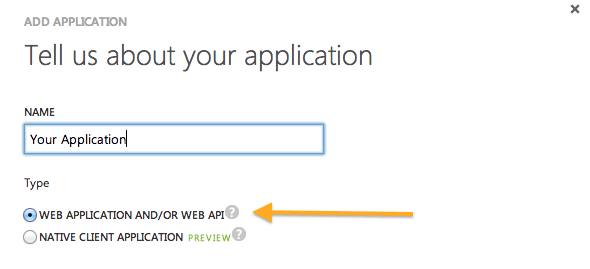 ADD APPLICATION
Tell us about your application
NAME
Your Application
Type
WEB APPLICATION AND/OR WEB API ?
NATIVE CLIENT APPLICATION PREVIEW ?